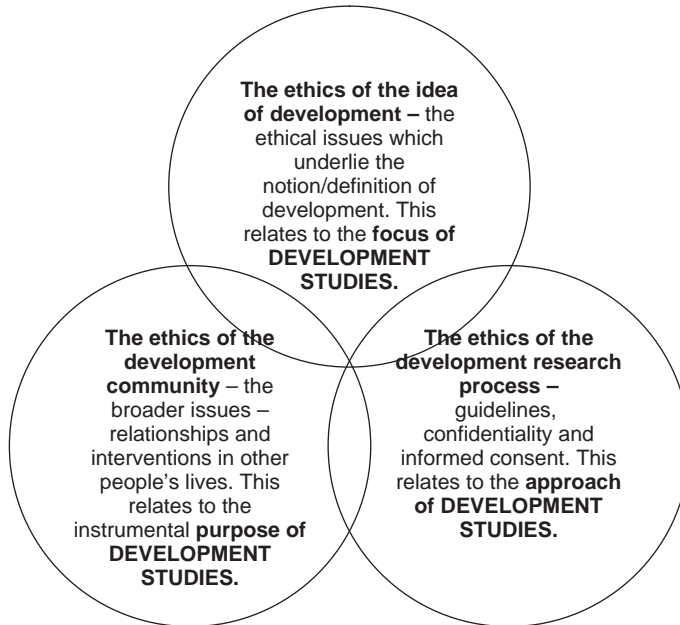 The ethics of the idea
of development – the
ethical issues which
underlie the
notion/definition of
development. This
relates to the focus of
DEVELOPMENT
STUDIES.
The ethics of the
development
community – the
broader issues –
relationships and
interventions in other
people's lives. This
relates to the
instrumental purpose of
DEVELOPMENT
STUDIES.
The ethics of the
development research
process –
guidelines,
confidentiality and
informed consent. This
relates to the approach
of DEVELOPMENT
STUDIES.